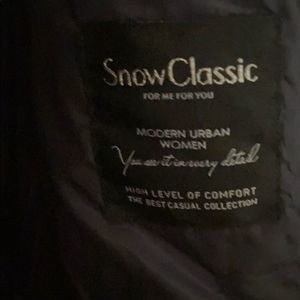 SnowClassic
FOR ME FOR YOU
MODERN URBAN
WOMEN
You see it in every detail
HIGH LEVEL OF COMFORT
THE BEST CASUAL COLLECTION